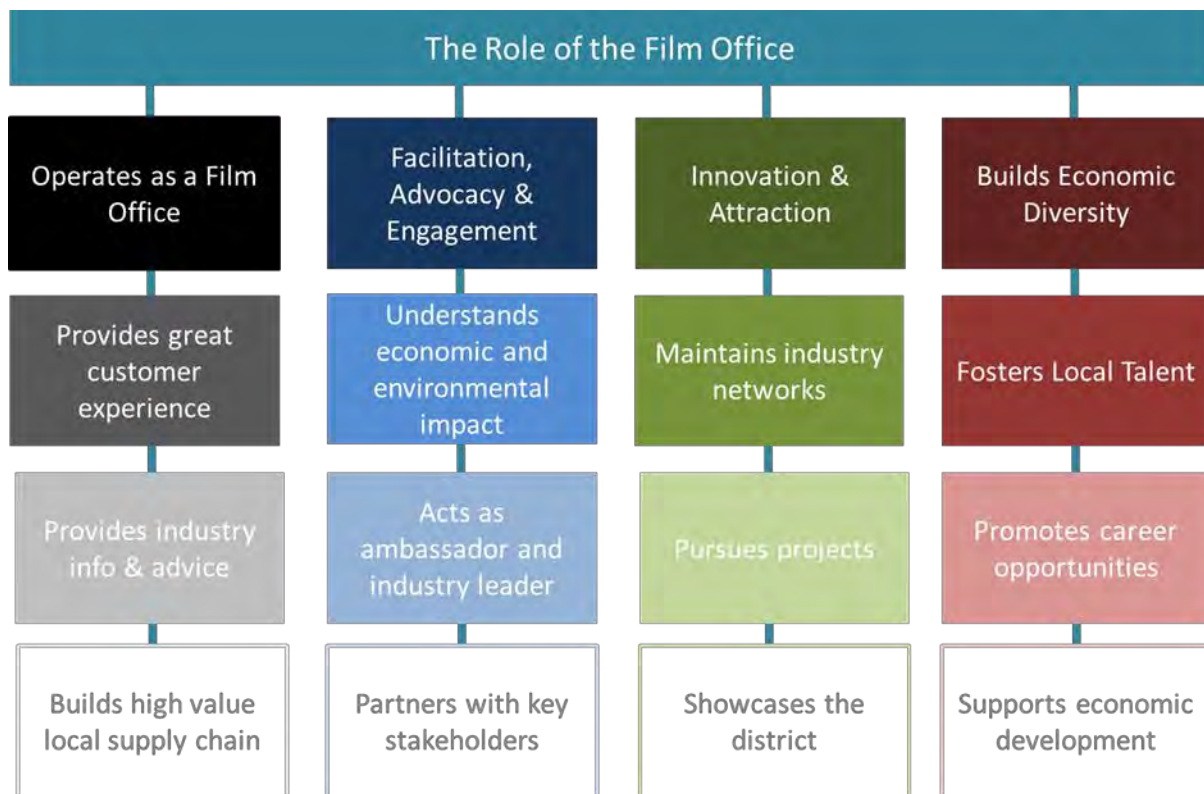 The Role of the Film Office
Operates as a Film
Office
Provides great
customer
experience
Provides industry
info & advice
Builds high value
local supply chain
Facilitation,
Advocacy &
Engagement
Understands
economic and
environmental
impact
Acts as
ambassador and
industry leader
Partners with key
stakeholders
Innovation &
Attraction
Maintains industry
networks
Pursues projects
Showcases the
district
Builds Economic
Diversity
Fosters Local Talent
Promotes career
opportunities
Supports economic
development